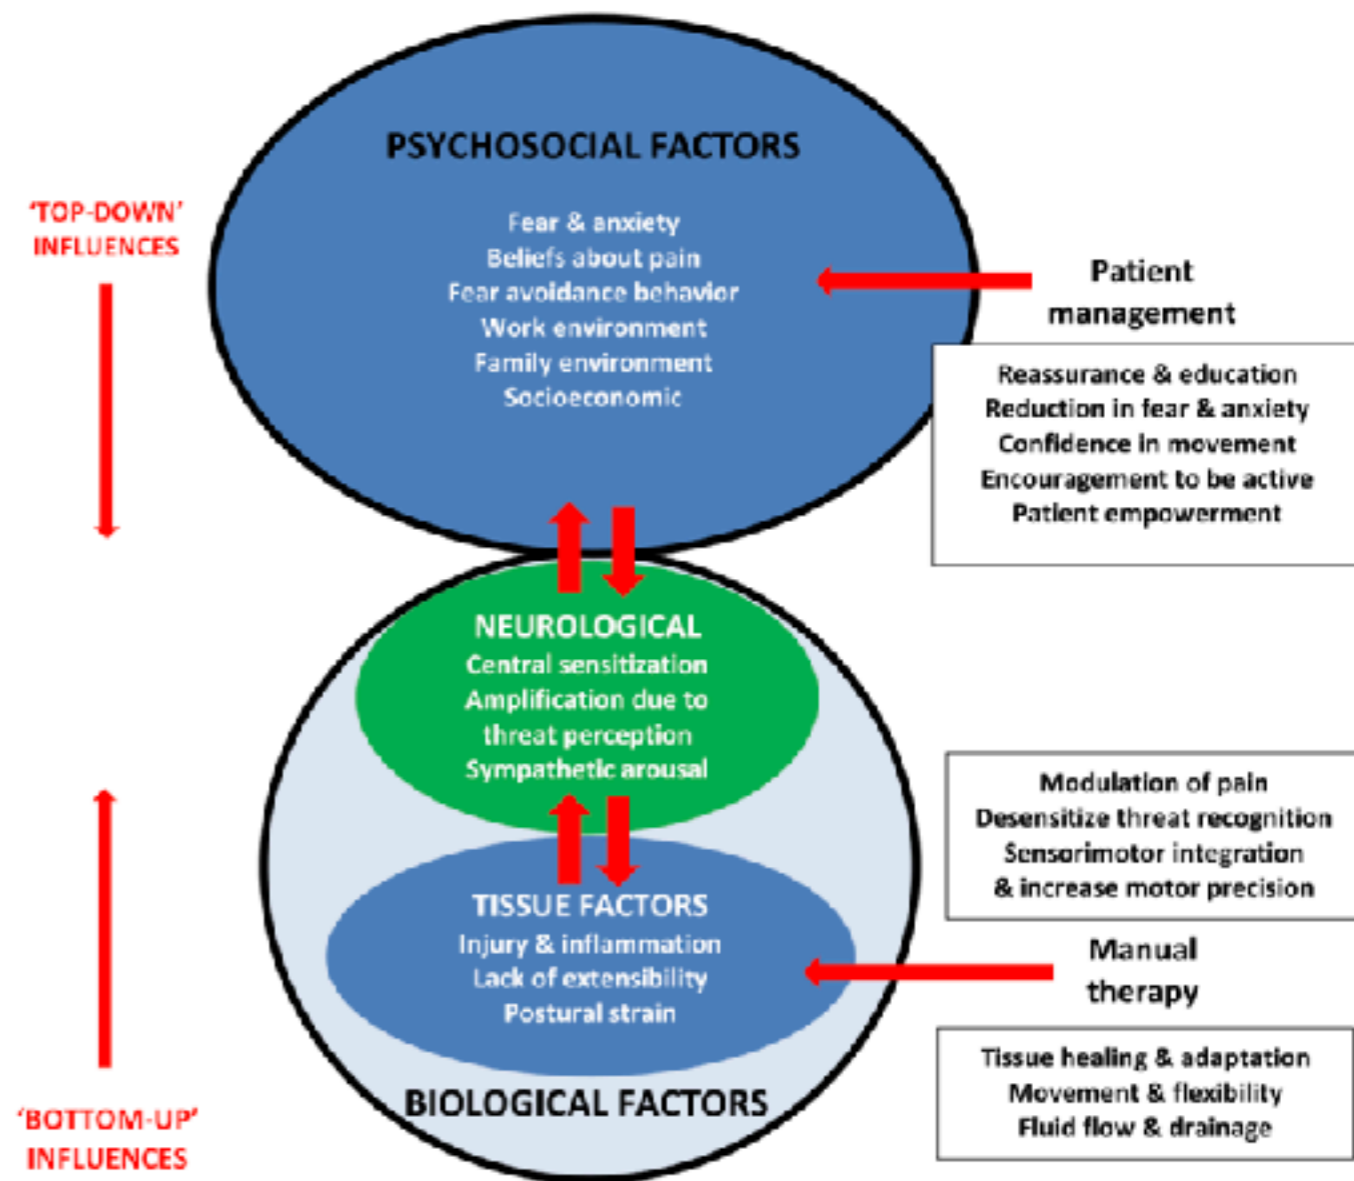 PSYCHOSOCIAL FACTORS
Fear & anxiety
Beliefs about pain
Fear avoidance behavior
Work environment
Family environment
Socioeconomic
'TOP-DOWN'
INFLUENCES
Patient
management
Reassurance & education
Reduction in fear & anxiety
Confidence in movement
Encouragement to be active
Patient empowerment
NEUROLOGICAL
Central sensitization
Amplification due to
threat perception
Sympathetic arousal
Modulation of pain
Desensitize threat recognition
Sensorimotor integration
& increase motor precision
TISSUE FACTORS
Injury & inflammation
Lack of extensibility
Postural strain
Manual
therapy
Tissue healing & adaptation
Movement & flexibility
Fluid flow & drainage
BIOLOGICAL FACTORS
'BOTTOM-UP'
INFLUENCES